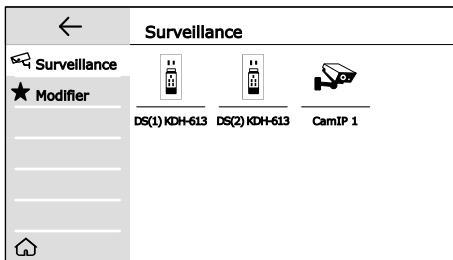 Surveillance
Surveillance
Modifier
DS(1) KDH-613 DS(2) KDH-613 CamIP 1